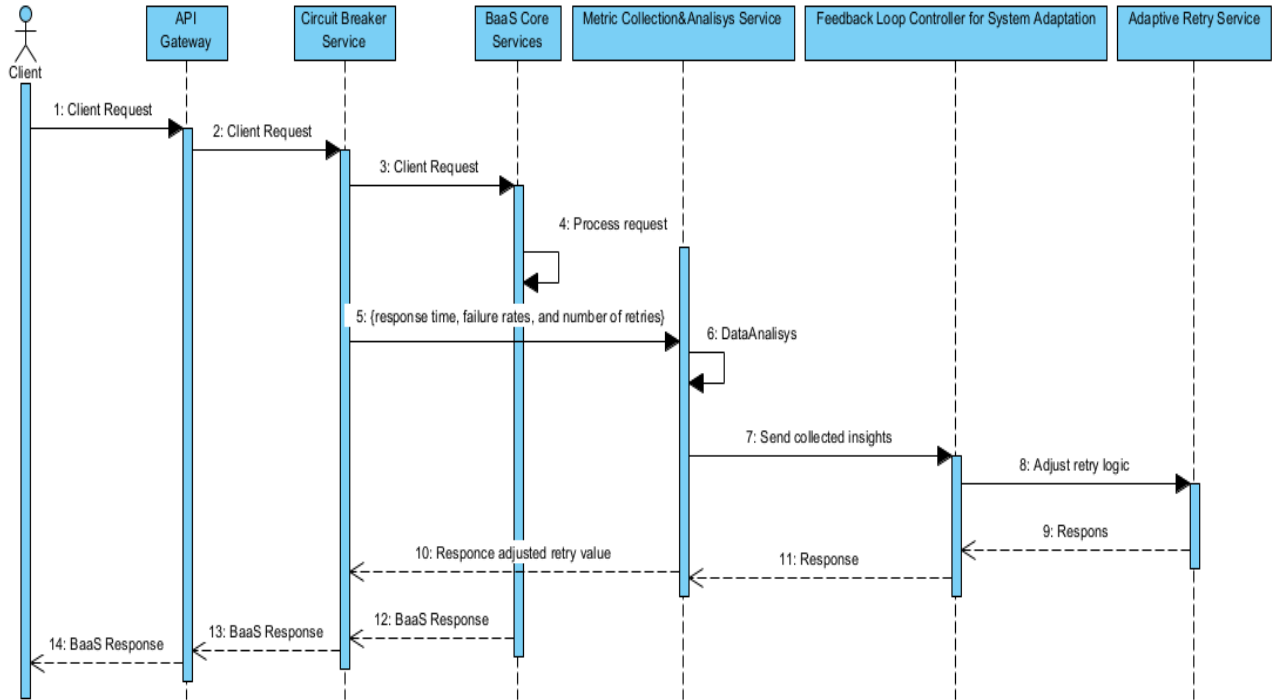 Client
API
Gateway
Circuit Breaker
Service
BaaS Core
Services
Metric Collection&Analisys Service
Feedback Loop Controller for System Adaptation
Adaptive Retry Service
1: Client Request
2: Client Request
3: Client Request
4: Process request
5: {response time, failure rates, and number of retries}
6: DataAnalisys
7: Send collected insights
8: Adjust retry logic
9: Respons
10: Responce adjusted retry value
11: Response
12: BaaS Response
13: BaaS Response
14: BaaS Response